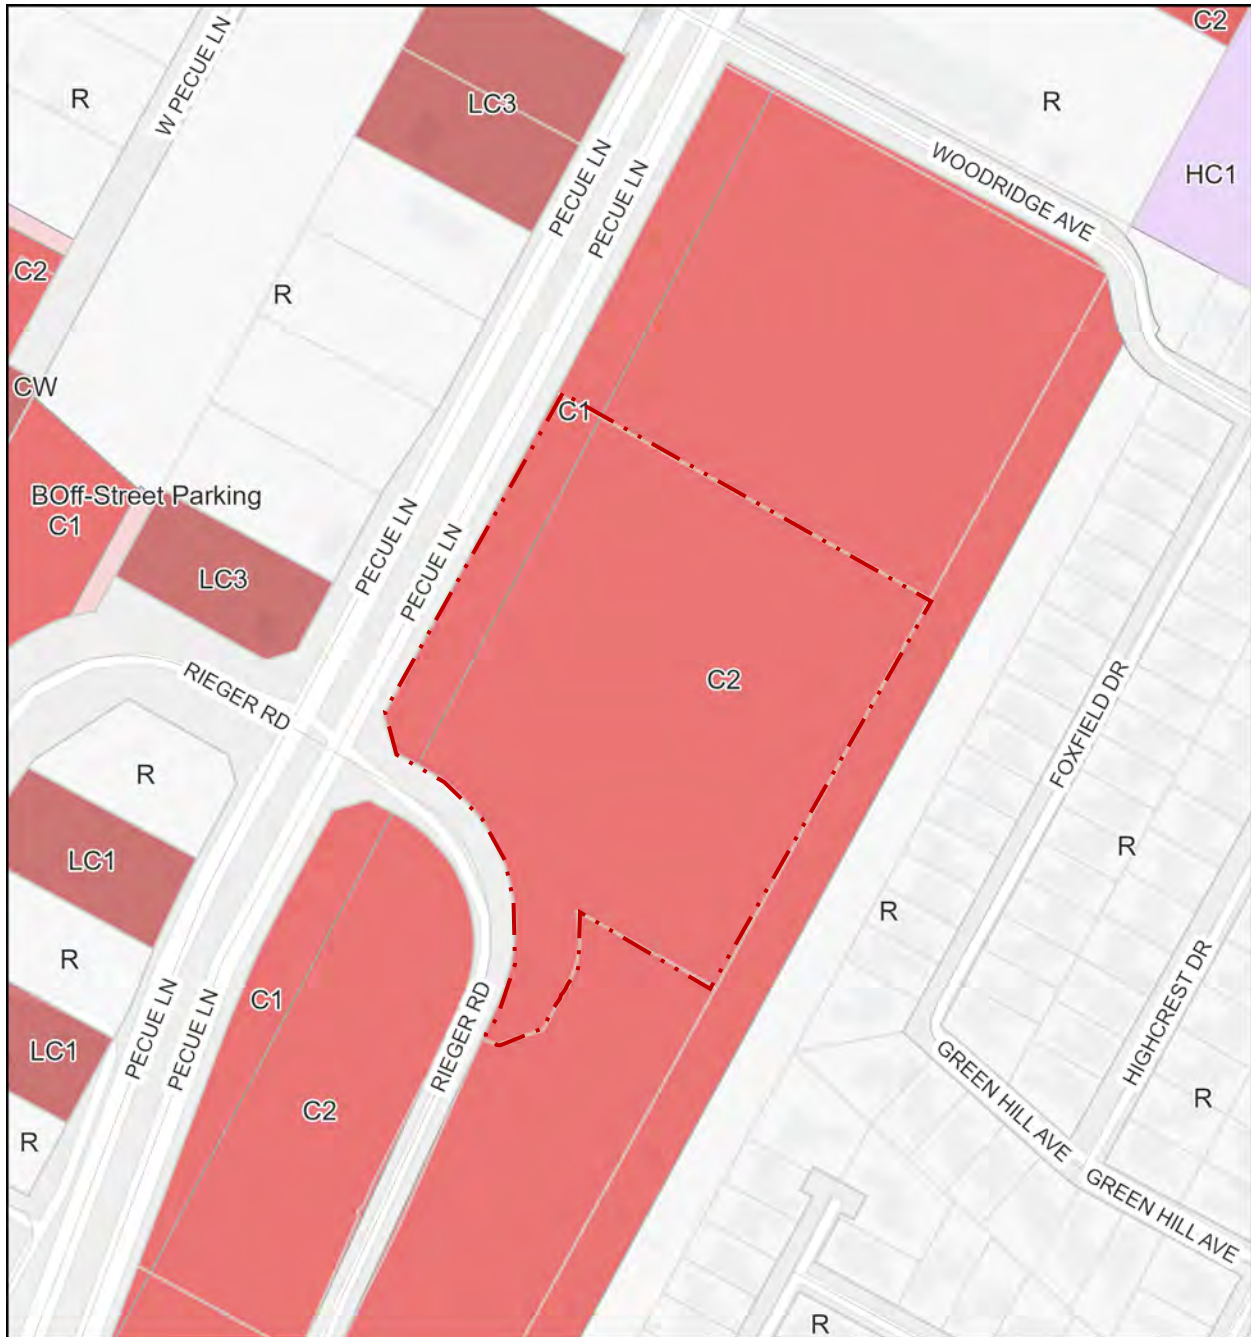 C2
W PECUE LN
R
LC3
R
WOODRIDGE AVE
HC1
PECUE LN
PECUE LN
C2
R
CW
C1
BOff-Street Parking
C1
PECUE LN
PECUE LN
LC3
C2
RIEGER RD
FOXFIELD DR
R
LC1
R
R
R
HIGHCREST DR
C1
PECUE LN
PECUE LN
RIEGER RD
LC1
GREEN HILL AVE
R
C2
R
GREEN HILL AVE
R